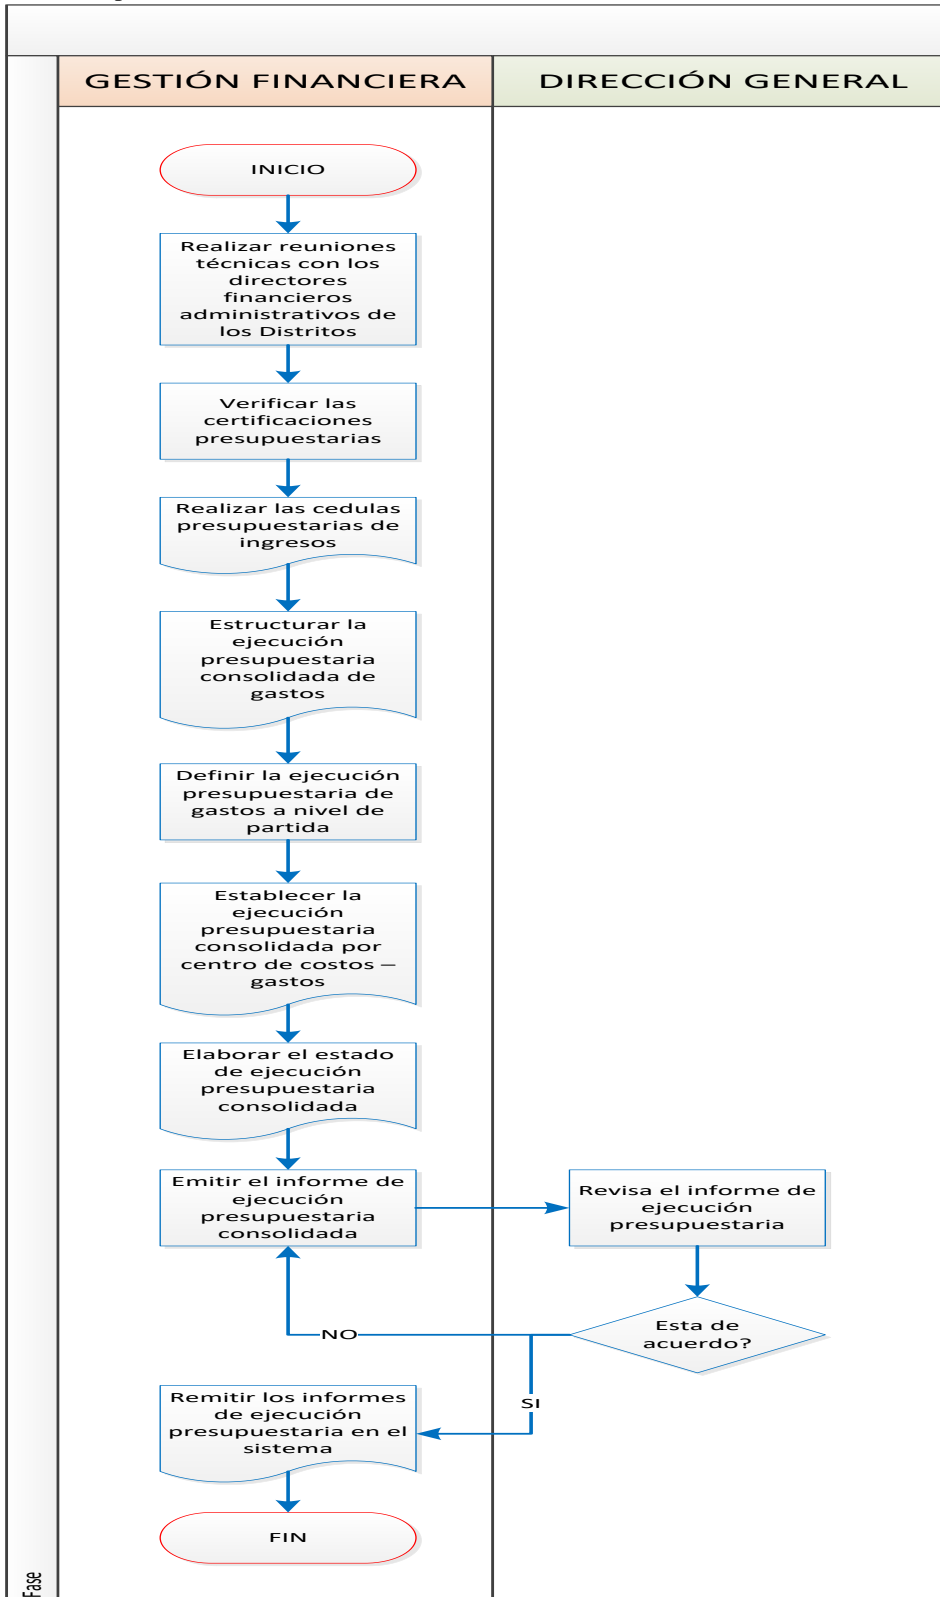 GESTIÓN FINANCIERA
DIRECCIÓN GENERAL
INICIO
Realizar reuniones
técnicas con los
directores
financieros
administrativos de
los Distritos
Verificar las
certificaciones
presupuestarias
Realizar las cedulas
presupuestarias de
ingresos
Estructurar la
ejecución
presupuestaria
consolidada de
gastos
Definir la ejecución
presupuestaria de
gastos a nivel de
partida
Establecer la
ejecución
presupuestaria
consolidada por
centro de costos –
gastos
Elaborar el estado
de ejecución
presupuestaria
consolidada
Emitir el informe de
ejecución
presupuestaria
consolidada
Revisa el informe de
ejecución
presupuestaria
Esta de
acuerdo?
NO
SI
Remitir los informes
de ejecución
presupuestaria en el
sistema
FIN
Fase